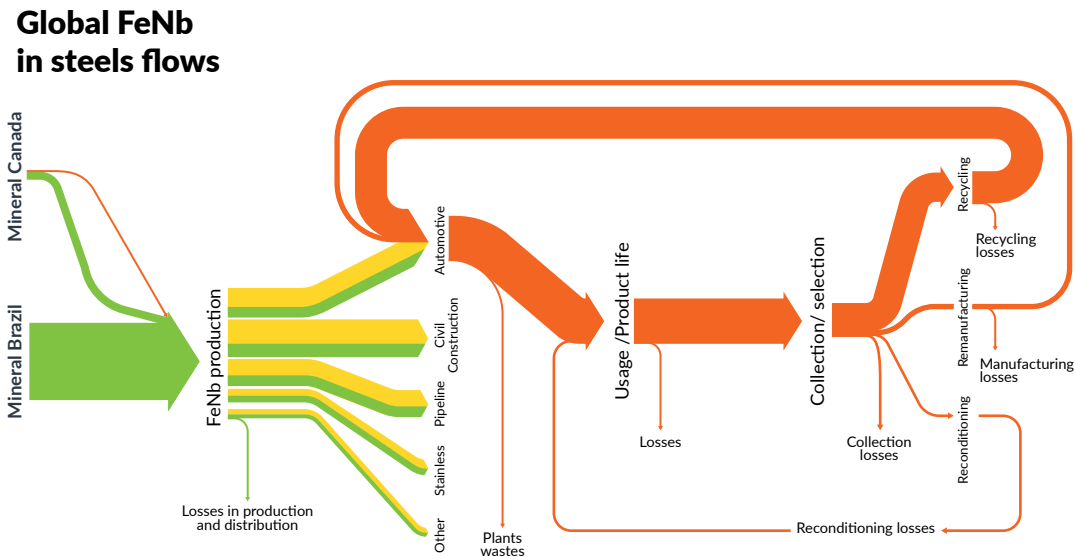 Global FeNb
in steels flows
Mineral Canada
Mineral Brazil
FeNb production
Losses in production
and distribution
Automotive
Civil
Construction
Pipeline
Stainless
Other
Plants
wastes
Usage /Product life
Losses
Collection/ selection
Collection
losses
Recycling
Recycling
losses
Remanufacturing
Manufacturing
losses
Reconditioning
Reconditioning losses